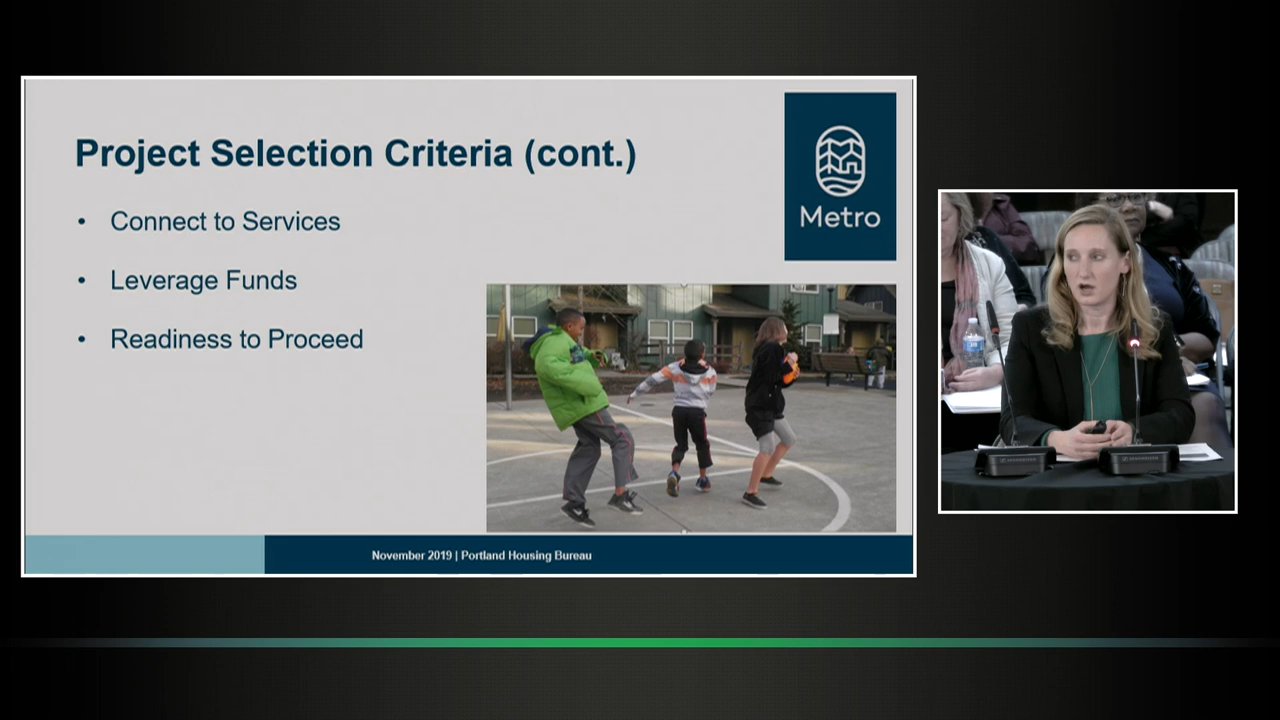 Project Selection Criteria (cont.)
• Connect to Services
• Leverage Funds
• Readiness to Proceed
Metro
November 2019 | Portland Housing Bureau